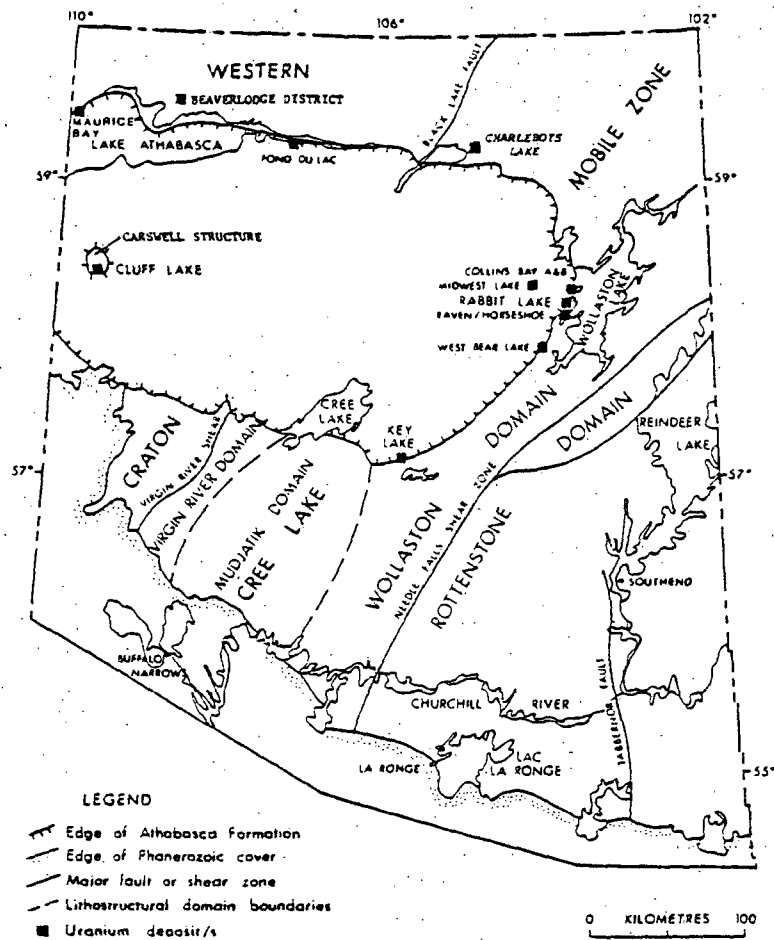 110°
106°
102°
WESTERN
BEAVERLODGE DISTRICT
MAURICE
BAY
LAKE ATHABASCA
FOND DU LAC
BLACK LAKE FAULT
CHARLEBOTS
LAKE
MOBILE ZONE
59°
59°
CARSWELL STRUCTURE
CLUFF LAKE
COLLINS BAY A&B
MIDWEST LAKE
RABBIT LAKE
RAVEN/HORSESHOE
WOLLASTON
LAKE
WEST BEAR LAKE
CREE
LAKE
KEY
LAKE
DOMAIN
DOMAIN
REINDEER
LAKE
57°
57°
CRATON
VIRGIN RIVER SHEAR
VIRGIN RIVER DOMAIN
MUDJATIK DOMAIN
CREE LAKE
WOLLASTON
NEEDLE FALLS SHEAR ZONE
ROTTENSTONE
SOUTHEND
BUFFALO
NARROWS
CHURCHILL RIVER
TABBERNOR FAULT
LA RONGE
LAC
LA RONGE
55°
LEGEND
Edge of Athabasca Formation
Edge of Phanerozoic cover
Major fault or shear zone
Lithostructural domain boundaries
Uranium deposit/s
0 KILOMETRES 100